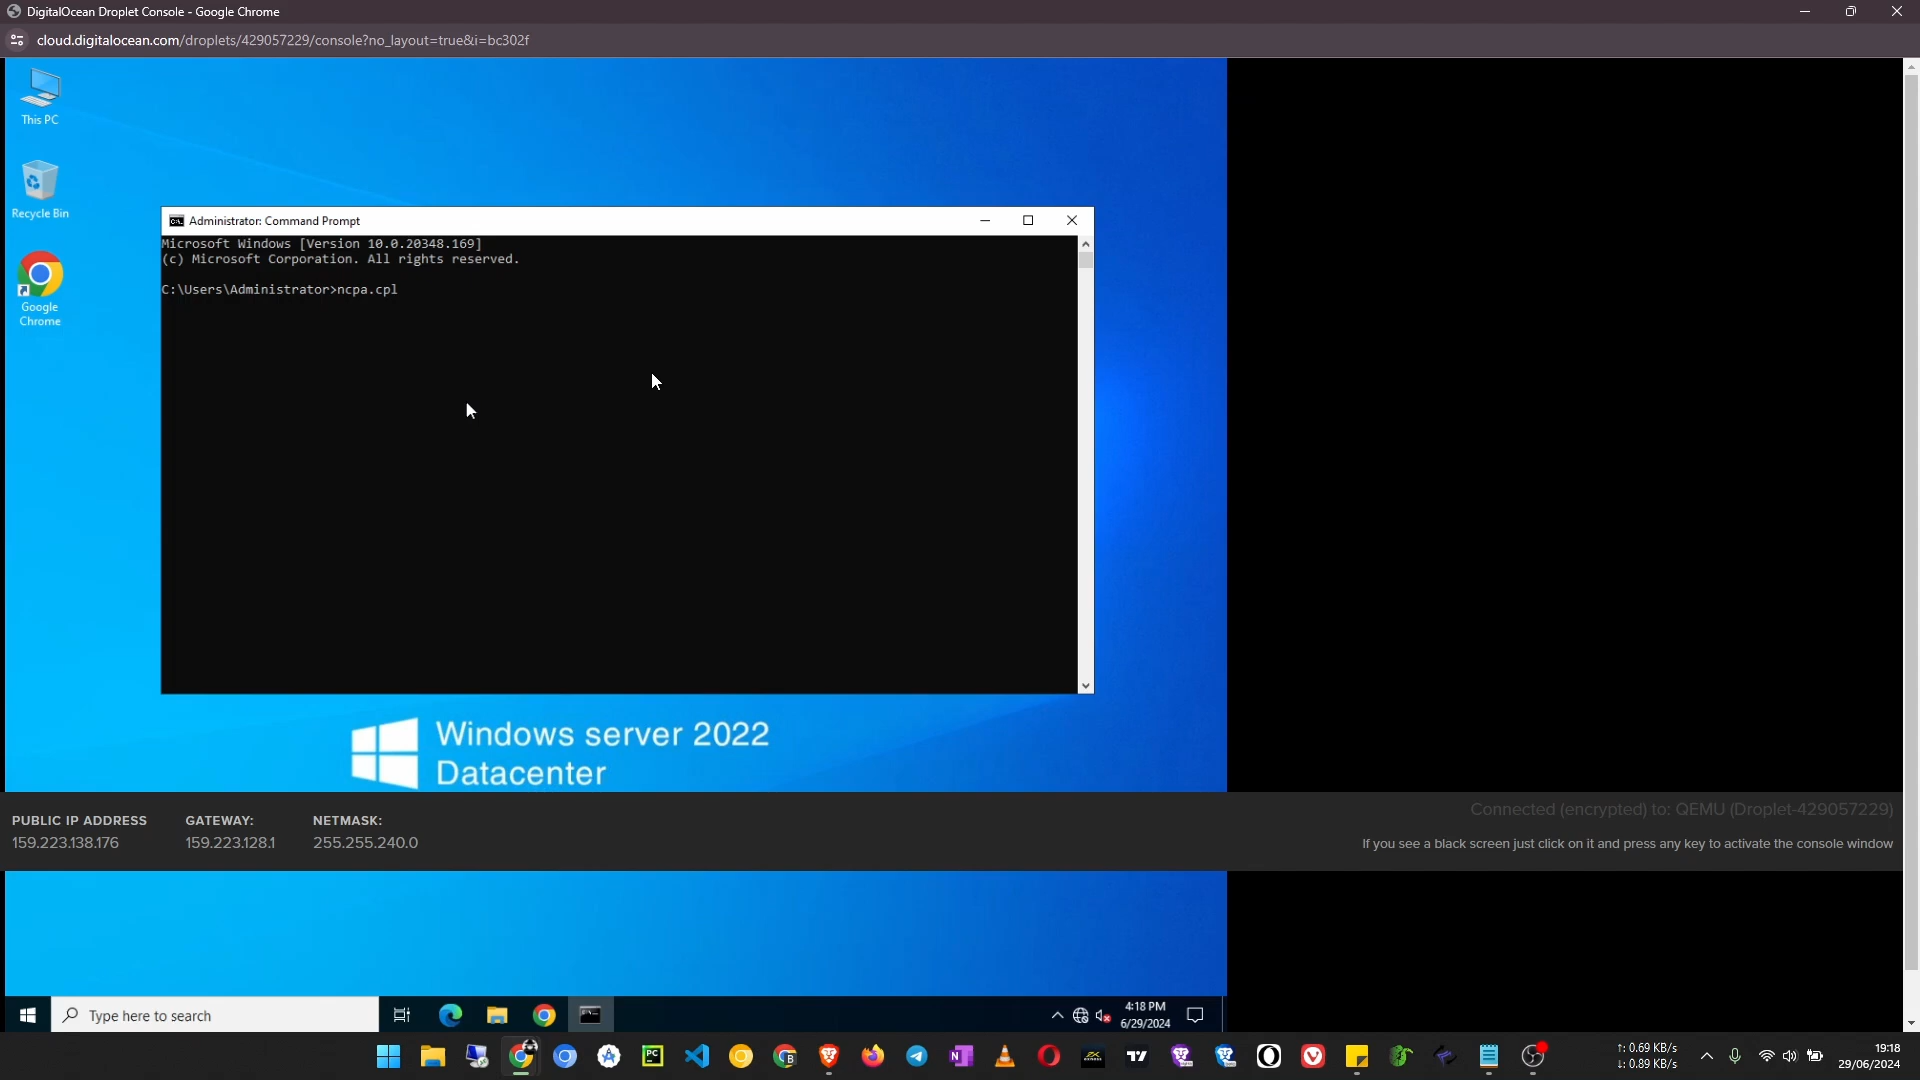 DigitalOcean Droplet Console - Google Chrome
cloud.digitalocean.com/droplets/429057229/console?no_layout=true&i=bc302f
This PC
Recycle Bin
Google
Chrome
Administrator: Command Prompt
Microsoft Windows [Version 10.0.20348.169]
(c) Microsoft Corporation. All rights reserved.
C:\Users\Administrator>ncpa.cpl
Windows server 2022
Datacenter
PUBLIC IP ADDRESS
159.223.138.176
GATEWAY:
159.223.128.1
NETMASK:
255.255.240.0
Connected (encrypted) to: QEMU (Droplet-429057229)
If you see a black screen just click on it and press any key to activate the console window
Type here to search
4:18 PM
6/29/2024
↑: 0.69 KB/s
↓: 0.89 KB/s
19:18
29/06/2024